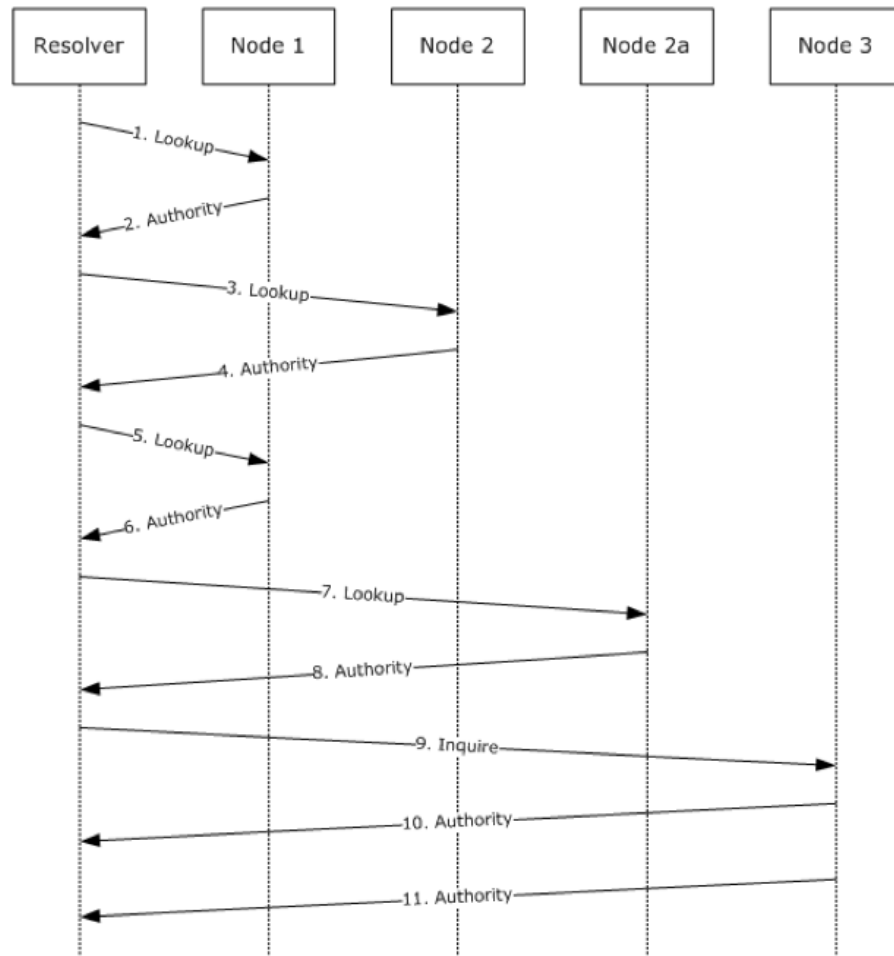 Resolver
Node 1
Node 2
Node 2a
Node 3
1. Lookup
2. Authority
3. Lookup
4. Authority
5. Lookup
6. Authority
7. Lookup
8. Authority
9. Inquire
10. Authority
11. Authority